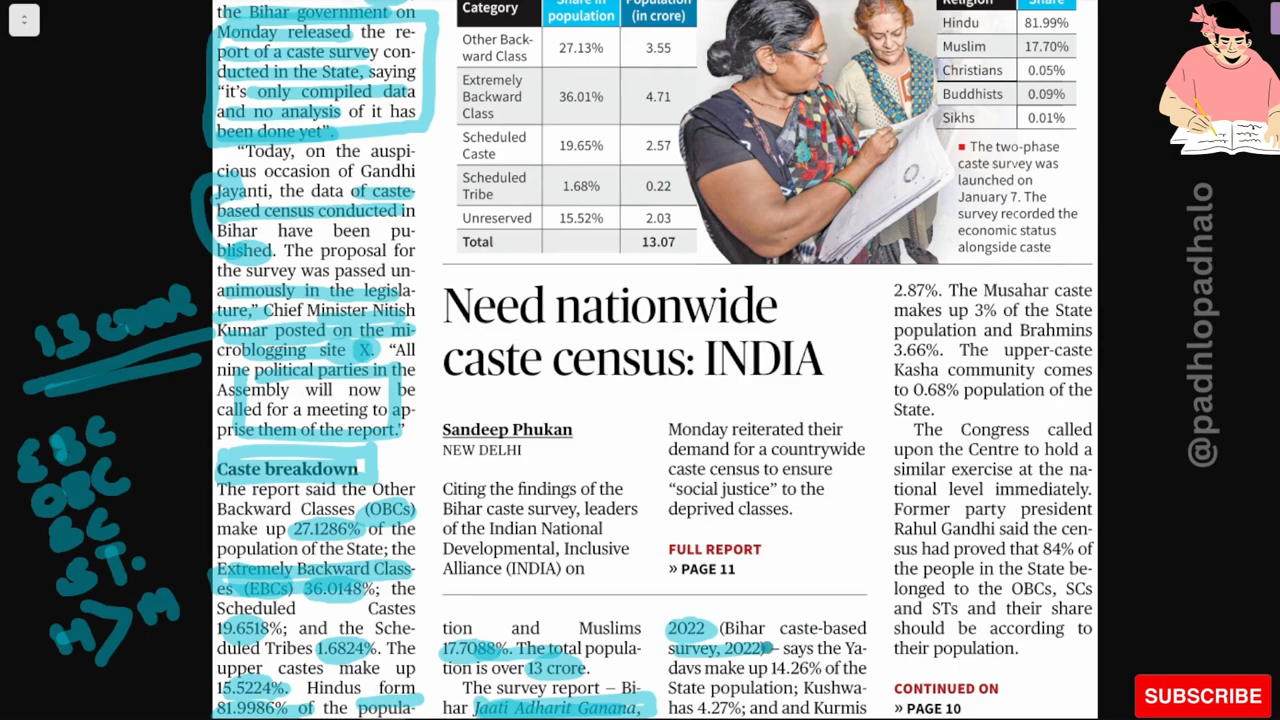 the Bihar government on
Monday released the re-
port of a caste survey con-
ducted in the State, saying
“it’s only compiled data
and no analysis of it has
been done yet”.
“Today, on the auspi-
cious occasion of Gandhi
Jayanti, the data of caste-
based census conducted in
Bihar have been pu-
blished. The proposal for
the survey was passed un-
animously in the legisla-
ture,” Chief Minister Nitish
Kumar posted on the mi-
croblogging site X. “All
nine political parties in the
Assembly will now be
called for a meeting to ap-
prise them of the report.”
Caste breakdown
The report said the Other
Backward Classes (OBCs)
make up 27.1286% of the
population of the State; the
Extremely Backward Class-
es (EBCs) 36.0148%; the
Scheduled Castes
19.6518%; and the Sche-
duled Tribes 1.6824%. The
upper castes make up
15.5224%. Hindus form
81.9986% of the popula-
tion and Muslims
17.7088%. The total popula-
tion is over 13 crore.
The survey report – Bi-
har Jaati Adharit Ganana,
2022 (Bihar caste-based
survey, 2022) – says the Ya-
davs make up 14.26% of the
State population; Kushwa-
has 4.27%; and and Kurmis
2.87%. The Musahar caste
makes up 3% of the State
population and Brahmins
3.66%. The upper-caste
Kasha community comes
to 0.68% population of the
State.
The Congress called
upon the Centre to hold a
similar exercise at the na-
tional level immediately.
Former party president
Rahul Gandhi said the cen-
sus had proved that 84% of
the people in the State be-
longed to the OBCs, SCs
and STs and their share
should be according to
their population.
CONTINUED ON
» PAGE 10
Category Share in population Population (in crore)
Other Back-
ward Class 27.13% 3.55
Extremely
Backward
Class 36.01% 4.71
Scheduled
Caste 19.65% 2.57
Scheduled
Tribe 1.68% 0.22
Unreserved 15.52% 2.03
Total 13.07
Religion Share
Hindu 81.99%
Muslim 17.70%
Christians 0.05%
Buddhists 0.09%
Sikhs 0.01%
■ The two-phase
caste survey was
launched on
January 7. The
survey recorded the
economic status
alongside caste
Need nationwide
caste census: INDIA
Sandeep Phukan
NEW DELHI
Citing the findings of the
Bihar caste survey, leaders
of the Indian National
Developmental, Inclusive
Alliance (INDIA) on
Monday reiterated their
demand for a countrywide
caste census to ensure
“social justice” to the
deprived classes.
FULL REPORT
» PAGE 11
13 crore
EBC
OBC
SC
ST.
H > M
@padhlopadhalo
SUBSCRIBE